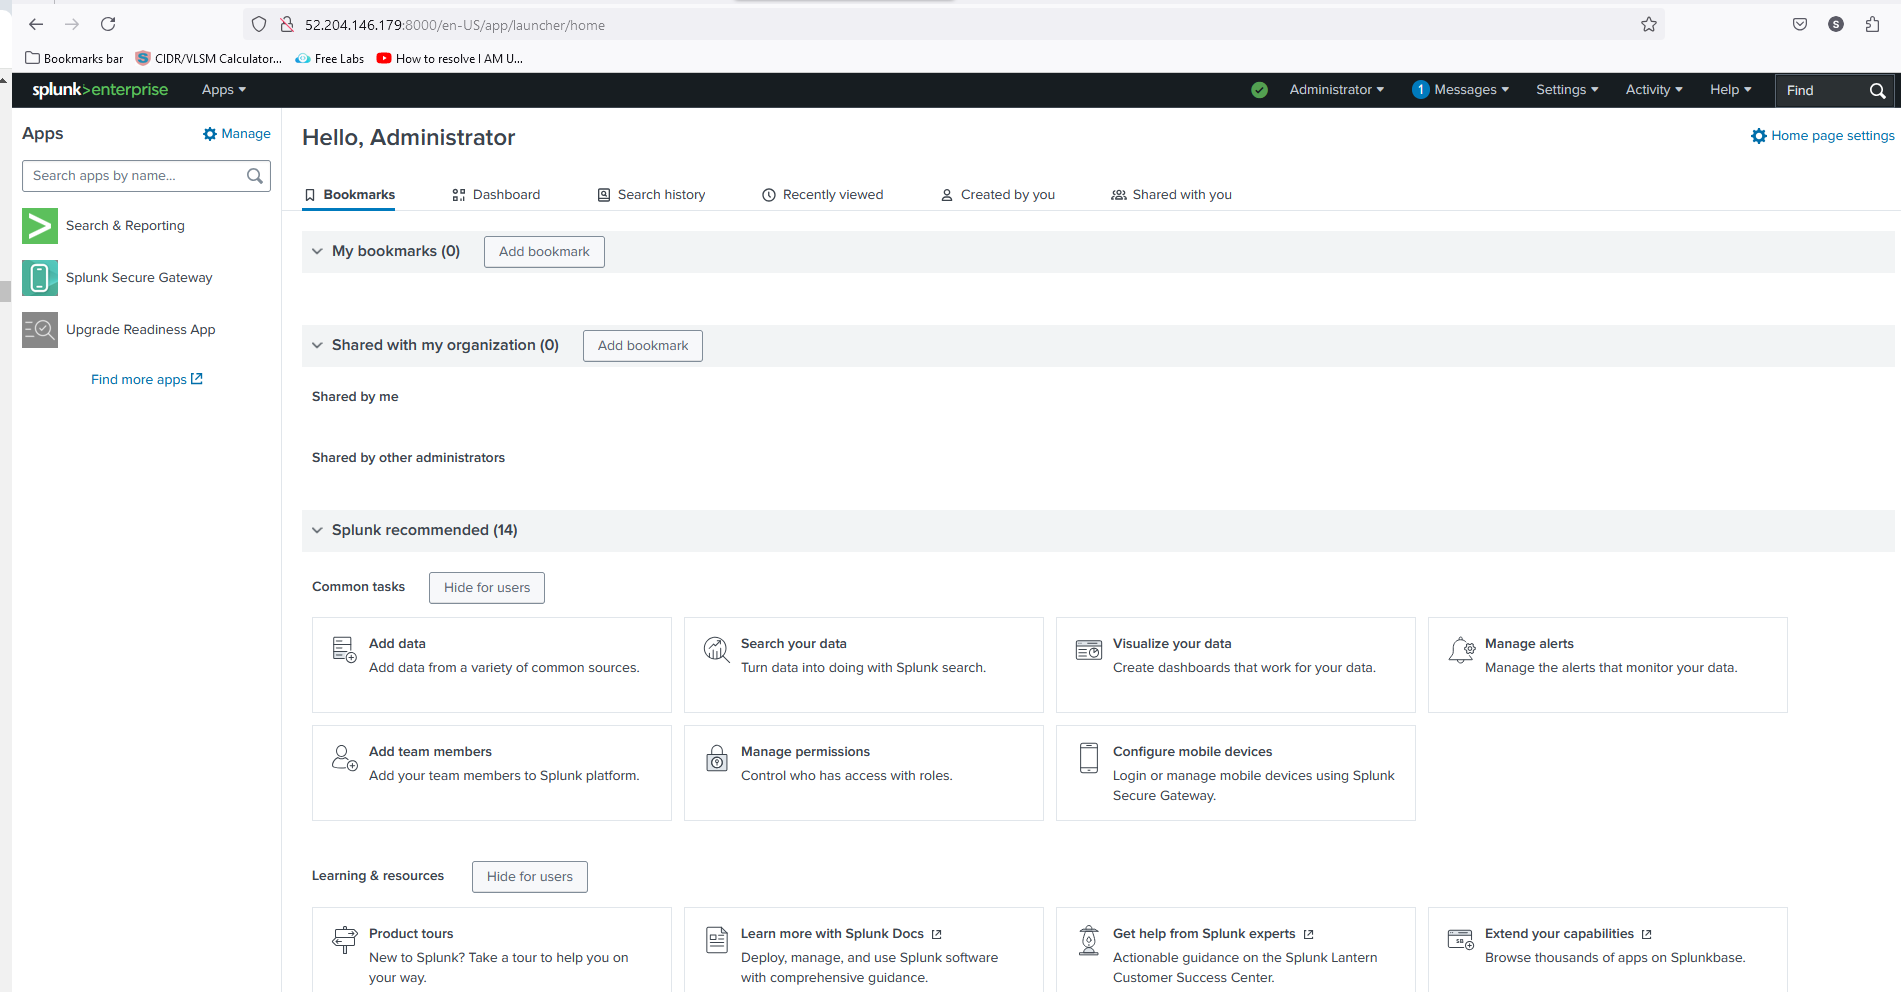 52.204.146.179:8000/en-US/app/launcher/home
S
Bookmarks bar
CIDR/VLSM Calculator...
Free Labs
How to resolve I AM U...
splunk>enterprise
Apps
Administrator
1
Messages
Settings
Activity
Help
Find
Apps
Manage
Search apps by name...
Search & Reporting
Splunk Secure Gateway
Upgrade Readiness App
Find more apps
Hello, Administrator
Home page settings
Bookmarks
Dashboard
Search history
Recently viewed
Created by you
Shared with you
My bookmarks (0)
Add bookmark
Shared with my organization (0)
Add bookmark
Shared by me
Shared by other administrators
Splunk recommended (14)
Common tasks
Hide for users
Add data
Add data from a variety of common sources.
Search your data
Turn data into doing with Splunk search.
Visualize your data
Create dashboards that work for your data.
Manage alerts
Manage the alerts that monitor your data.
Add team members
Add your team members to Splunk platform.
Manage permissions
Control who has access with roles.
Configure mobile devices
Login or manage mobile devices using Splunk
Secure Gateway.
Learning & resources
Hide for users
Product tours
New to Splunk? Take a tour to help you on
your way.
Learn more with Splunk Docs
Deploy, manage, and use Splunk software
with comprehensive guidance.
Get help from Splunk experts
Actionable guidance on the Splunk Lantern
Customer Success Center.
Extend your capabilities
Browse thousands of apps on Splunkbase.